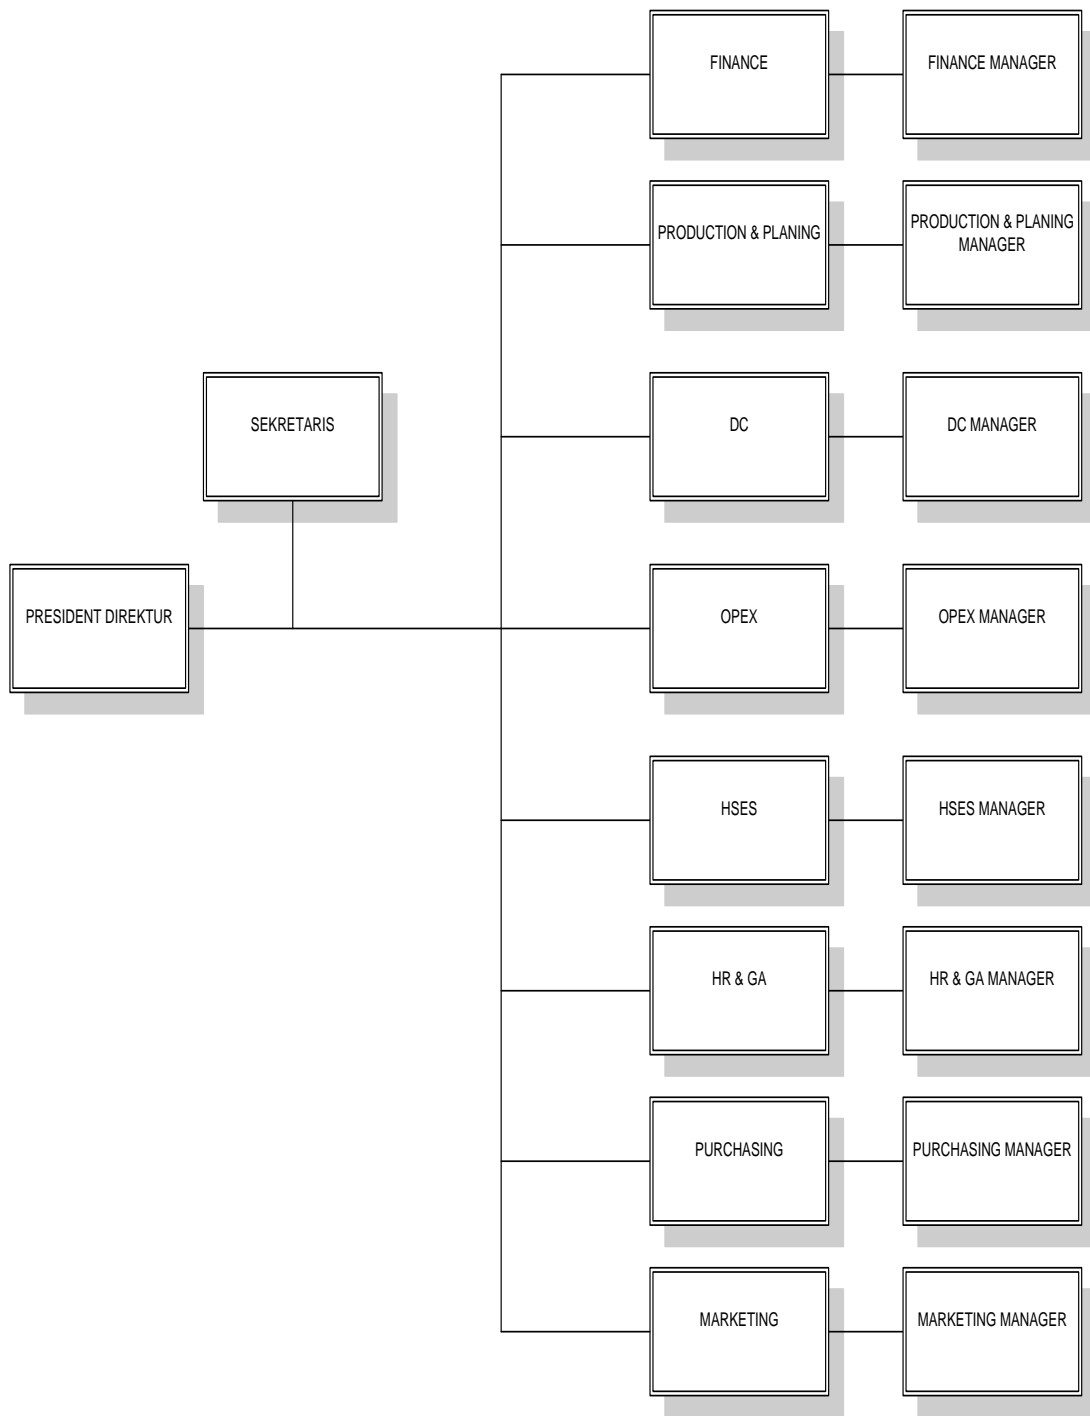 FINANCE
FINANCE MANAGER
PRODUCTION & PLANING
PRODUCTION & PLANING
MANAGER
SEKRETARIS
DC
DC MANAGER
PRESIDENT DIREKTUR
OPEX
OPEX MANAGER
HSES
HSES MANAGER
HR & GA
HR & GA MANAGER
PURCHASING
PURCHASING MANAGER
MARKETING
MARKETING MANAGER